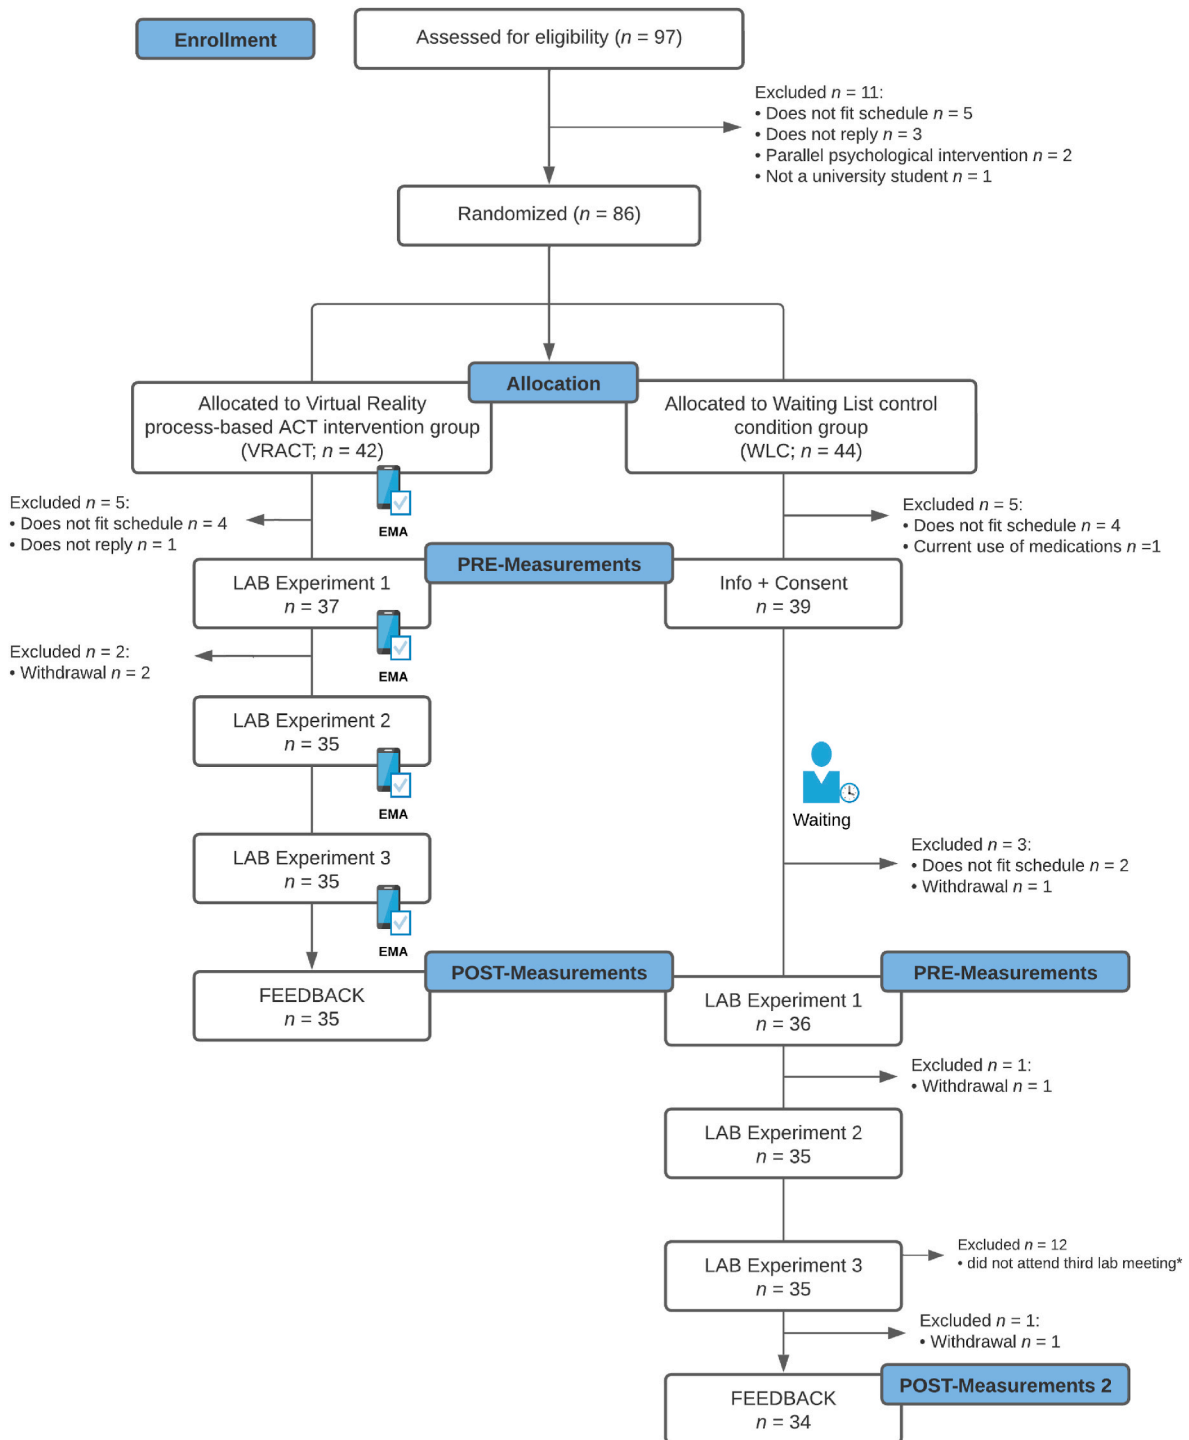 Enrollment
Assessed for eligibility (n = 97)
Excluded n = 11:
• Does not fit schedule n = 5
• Does not reply n = 3
• Parallel psychological intervention n = 2
• Not a university student n = 1
Randomized (n = 86)
Allocation
Allocated to Virtual Reality
process-based ACT intervention group
(VRACT; n = 42)
Allocated to Waiting List control
condition group
(WLC; n = 44)
EMA
Excluded n = 5:
• Does not fit schedule n = 4
• Does not reply n = 1
Excluded n = 5:
• Does not fit schedule n = 4
• Current use of medications n =1
PRE-Measurements
LAB Experiment 1
n = 37
Info + Consent
n = 39
EMA
Excluded n = 2:
• Withdrawal n = 2
LAB Experiment 2
n = 35
EMA
Waiting
LAB Experiment 3
n = 35
Excluded n = 3:
• Does not fit schedule n = 2
• Withdrawal n = 1
EMA
POST-Measurements
PRE-Measurements
FEEDBACK
n = 35
LAB Experiment 1
n = 36
Excluded n = 1:
• Withdrawal n = 1
LAB Experiment 2
n = 35
LAB Experiment 3
n = 35
Excluded n = 12
• did not attend third lab meeting*
Excluded n = 1:
• Withdrawal n = 1
POST-Measurements 2
FEEDBACK
n = 34